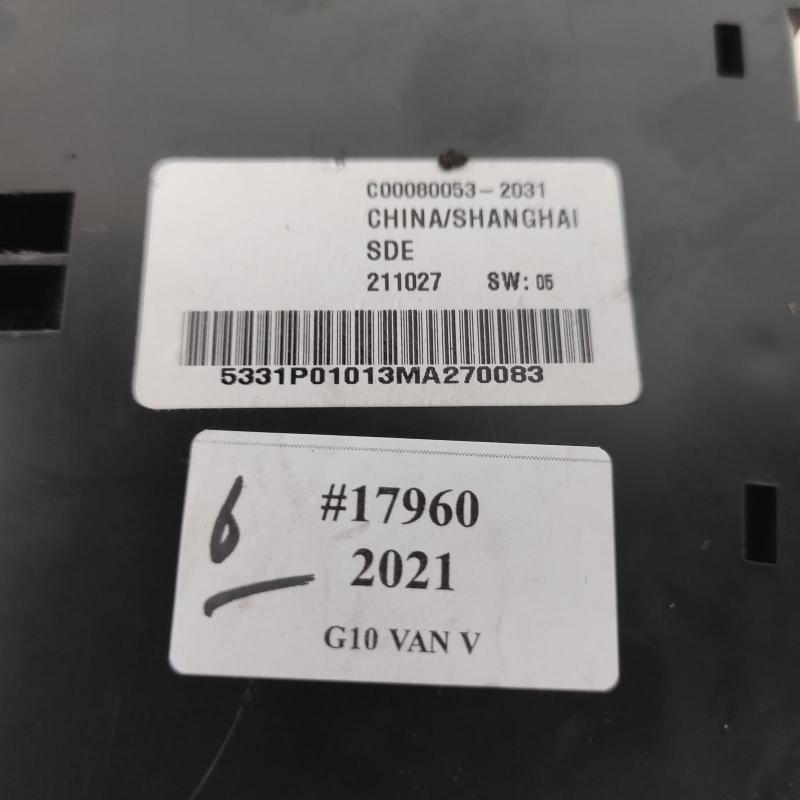 C00080053-2031
CHINA/SHANGHAI
SDE
211027 SW: 05
5331P01013MA270083
6
#17960
2021
G10 VAN V